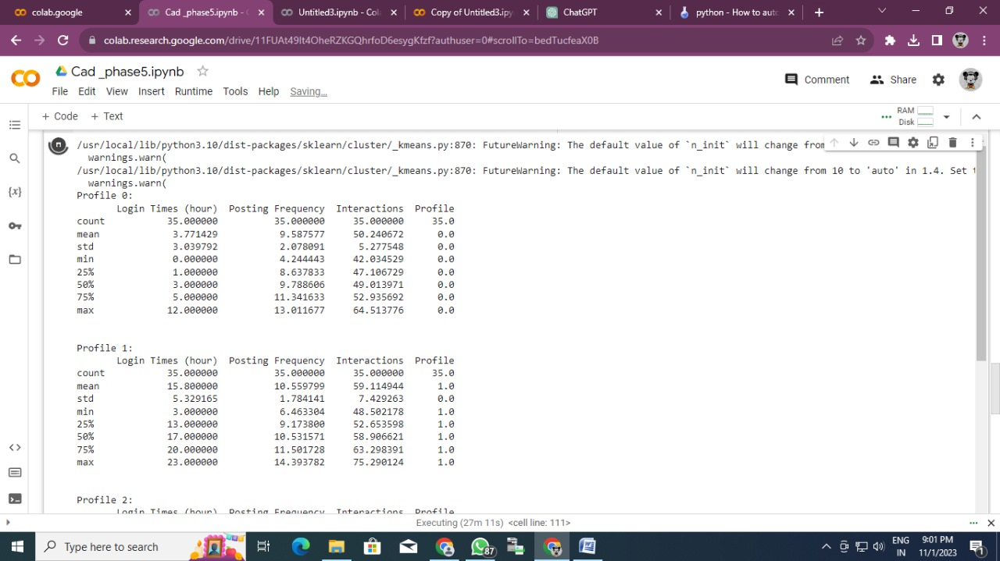 colab.google
Cad _phase5.ipynb - C
Untitled3.ipynb - Col
Copy of Untitled3.ipy
ChatGPT
python - How to auto
colab.research.google.com/drive/11FUAt49It4OheRZKGQhrfoD6esygKfzf?authuser=0#scrollTo=bedTucfeaX0B
Cad _phase5.ipynb
Comment
Share
File Edit View Insert Runtime Tools Help Saving...
+ Code + Text
RAM
Disk
/usr/local/lib/python3.10/dist-packages/sklearn/cluster/_kmeans.py:870: FutureWarning: The default value of `n_init` will change from
warnings.warn(
/usr/local/lib/python3.10/dist-packages/sklearn/cluster/_kmeans.py:870: FutureWarning: The default value of `n_init` will change from 10 to 'auto' in 1.4. Set t
warnings.warn(
Profile 0:
Login Times (hour) Posting Frequency Interactions Profile
count 35.000000 35.000000 35.000000 35.0
mean 3.771429 9.587577 50.240672 0.0
std 3.039792 2.078091 5.277548 0.0
min 0.000000 4.244443 42.034529 0.0
25% 1.000000 8.637833 47.106729 0.0
50% 3.000000 9.788606 49.013971 0.0
75% 5.000000 11.341633 52.935692 0.0
max 12.000000 13.011677 64.513776 0.0
Profile 1:
Login Times (hour) Posting Frequency Interactions Profile
count 35.000000 35.000000 35.000000 35.0
mean 15.800000 10.559799 59.114944 1.0
std 5.329165 1.784141 7.429263 0.0
min 3.000000 6.463304 48.502178 1.0
25% 13.000000 9.173800 52.653598 1.0
50% 17.000000 10.531571 58.906621 1.0
75% 20.000000 11.501728 63.298391 1.0
max 23.000000 14.393782 75.290124 1.0
Profile 2:
Login Times (hour) Posting Frequency Interactions Profile
Executing (27m 11s) <cell line: 111>
Type here to search
87
ENG
IN
9:01 PM
11/1/2023
1